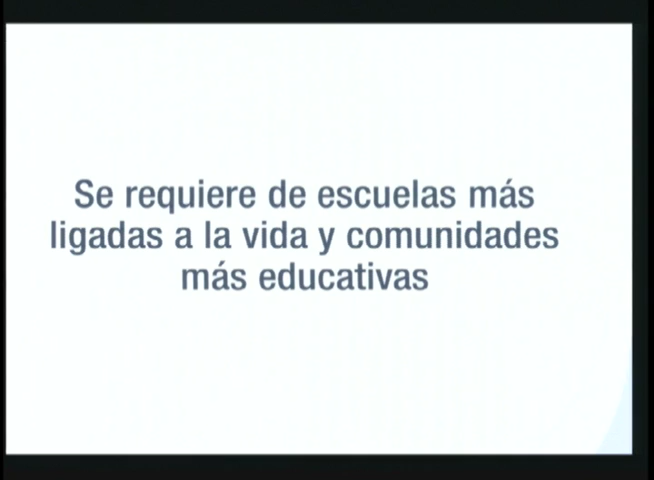 Se requiere de escuelas más
ligadas a la vida y comunidades
más educativas